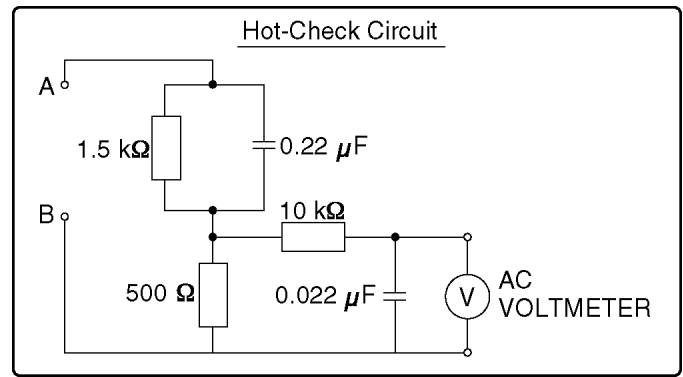 Hot-Check Circuit
A
1.5 kΩ
0.22 μF
B
10 kΩ
500 Ω
0.022 μF
V
AC
VOLTMETER